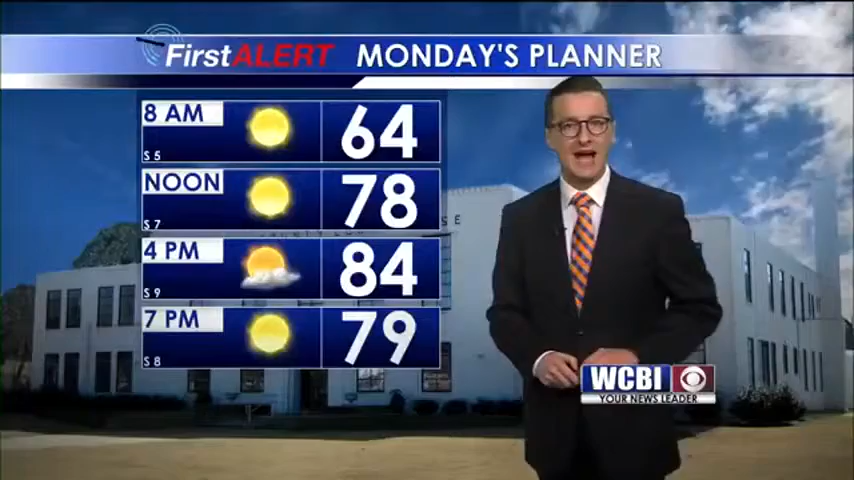 FirstALERT MONDAY'S PLANNER
8 AM
64
S 5
NOON
78
S 7
4 PM
84
S 9
7 PM
79
S 8
WCBI
YOUR NEWS LEADER